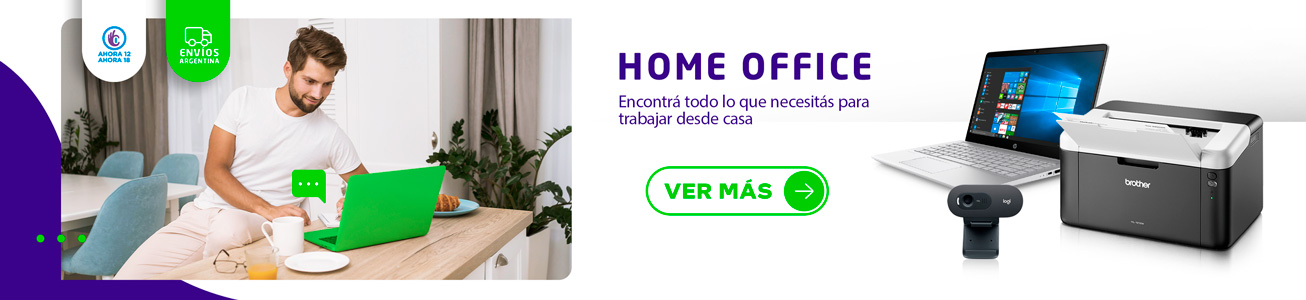 AHORA 12
AHORA 18
ENVÍOS
ARGENTINA
HOME OFFICE
Encontrá todo lo que necesitás para
trabajar desde casa
VER MÁS
hp
logi
brother